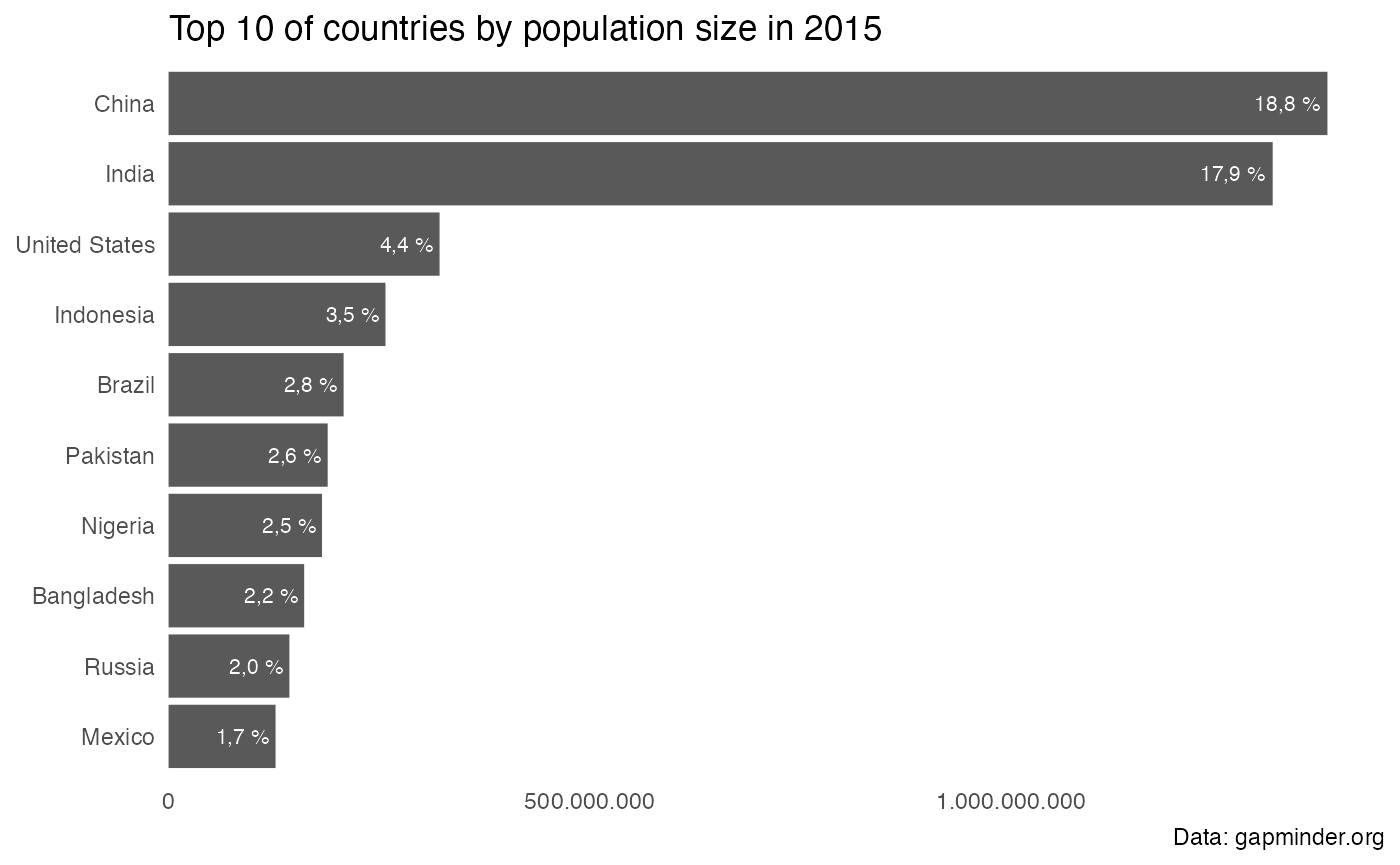 Top 10 of countries by population size in 2015
China 18,8 %
India 17,9 %
United States 4,4 %
Indonesia 3,5 %
Brazil 2,8 %
Pakistan 2,6 %
Nigeria 2,5 %
Bangladesh 2,2 %
Russia 2,0 %
Mexico 1,7 %
0 500.000.000 1.000.000.000
Data: gapminder.org